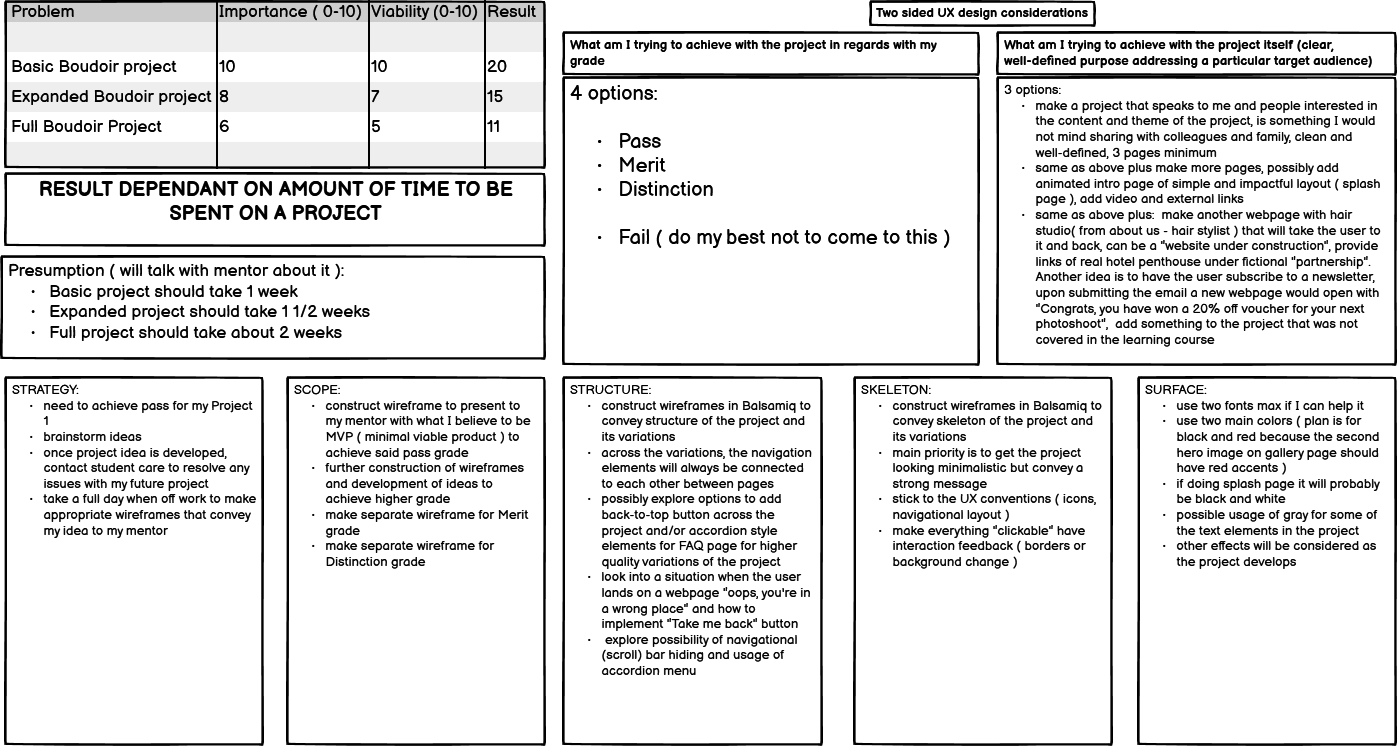 Problem Importance ( 0-10) Viability (0-10) Result
Basic Boudoir project 10 10 20
Expanded Boudoir project 8 7 15
Full Boudoir Project 6 5 11
RESULT DEPENDANT ON AMOUNT OF TIME TO BE
SPENT ON A PROJECT
Presumption ( will talk with mentor about it ):
• Basic project should take 1 week
• Expanded project should take 1 1/2 weeks
• Full project should take about 2 weeks
Two sided UX design considerations
What am I trying to achieve with the project in regards with my
grade
4 options:
• Pass
• Merit
• Distinction
• Fail ( do my best not to come to this )
What am I trying to achieve with the project itself (clear,
well-defined purpose addressing a particular target audience)
3 options:
• make a project that speaks to me and people interested in
the content and theme of the project, is something I would
not mind sharing with colleagues and family, clean and
well-defined, 3 pages minimum
• same as above plus make more pages, possibly add
animated intro page of simple and impactful layout ( splash
page ), add video and external links
• same as above plus: make another webpage with hair
studio( from about us - hair stylist ) that will take the user to
it and back, can be a "website under construction", provide
links of real hotel penthouse under fictional "partnership".
Another idea is to have the user subscribe to a newsletter,
upon submitting the email a new webpage would open with
"Congrats, you have won a 20% off voucher for your next
photoshoot", add something to the project that was not
covered in the learning course
STRATEGY:
• need to achieve pass for my Project
1
• brainstorm ideas
• once project idea is developed,
contact student care to resolve any
issues with my future project
• take a full day when off work to make
appropriate wireframes that convey
my idea to my mentor
SCOPE:
• construct wireframe to present to
my mentor with what I believe to be
MVP ( minimal viable product ) to
achieve said pass grade
• further construction of wireframes
and development of ideas to
achieve higher grade
• make separate wireframe for Merit
grade
• make separate wireframe for
Distinction grade
STRUCTURE:
• construct wireframes in Balsamiq to
convey structure of the project and
its variations
• across the variations, the navigation
elements will always be connected
to each other between pages
• possibly explore options to add
back-to-top button across the
project and/or accordion style
elements for FAQ page for higher
quality variations of the project
• look into a situation when the user
lands on a webpage "oops, you're in
a wrong place" and how to
implement "Take me back" button
• explore possibility of navigational
(scroll) bar hiding and usage of
accordion menu
SKELETON:
• construct wireframes in Balsamiq to
convey skeleton of the project and
its variations
• main priority is to get the project
looking minimalistic but convey a
strong message
• stick to the UX conventions ( icons,
navigational layout )
• make everything "clickable" have
interaction feedback ( borders or
background change )
SURFACE:
• use two fonts max if I can help it
• use two main colors ( plan is for
black and red because the second
hero image on gallery page should
have red accents )
• if doing splash page it will probably
be black and white
• possible usage of gray for some of
the text elements in the project
• other effects will be considered as
the project develops